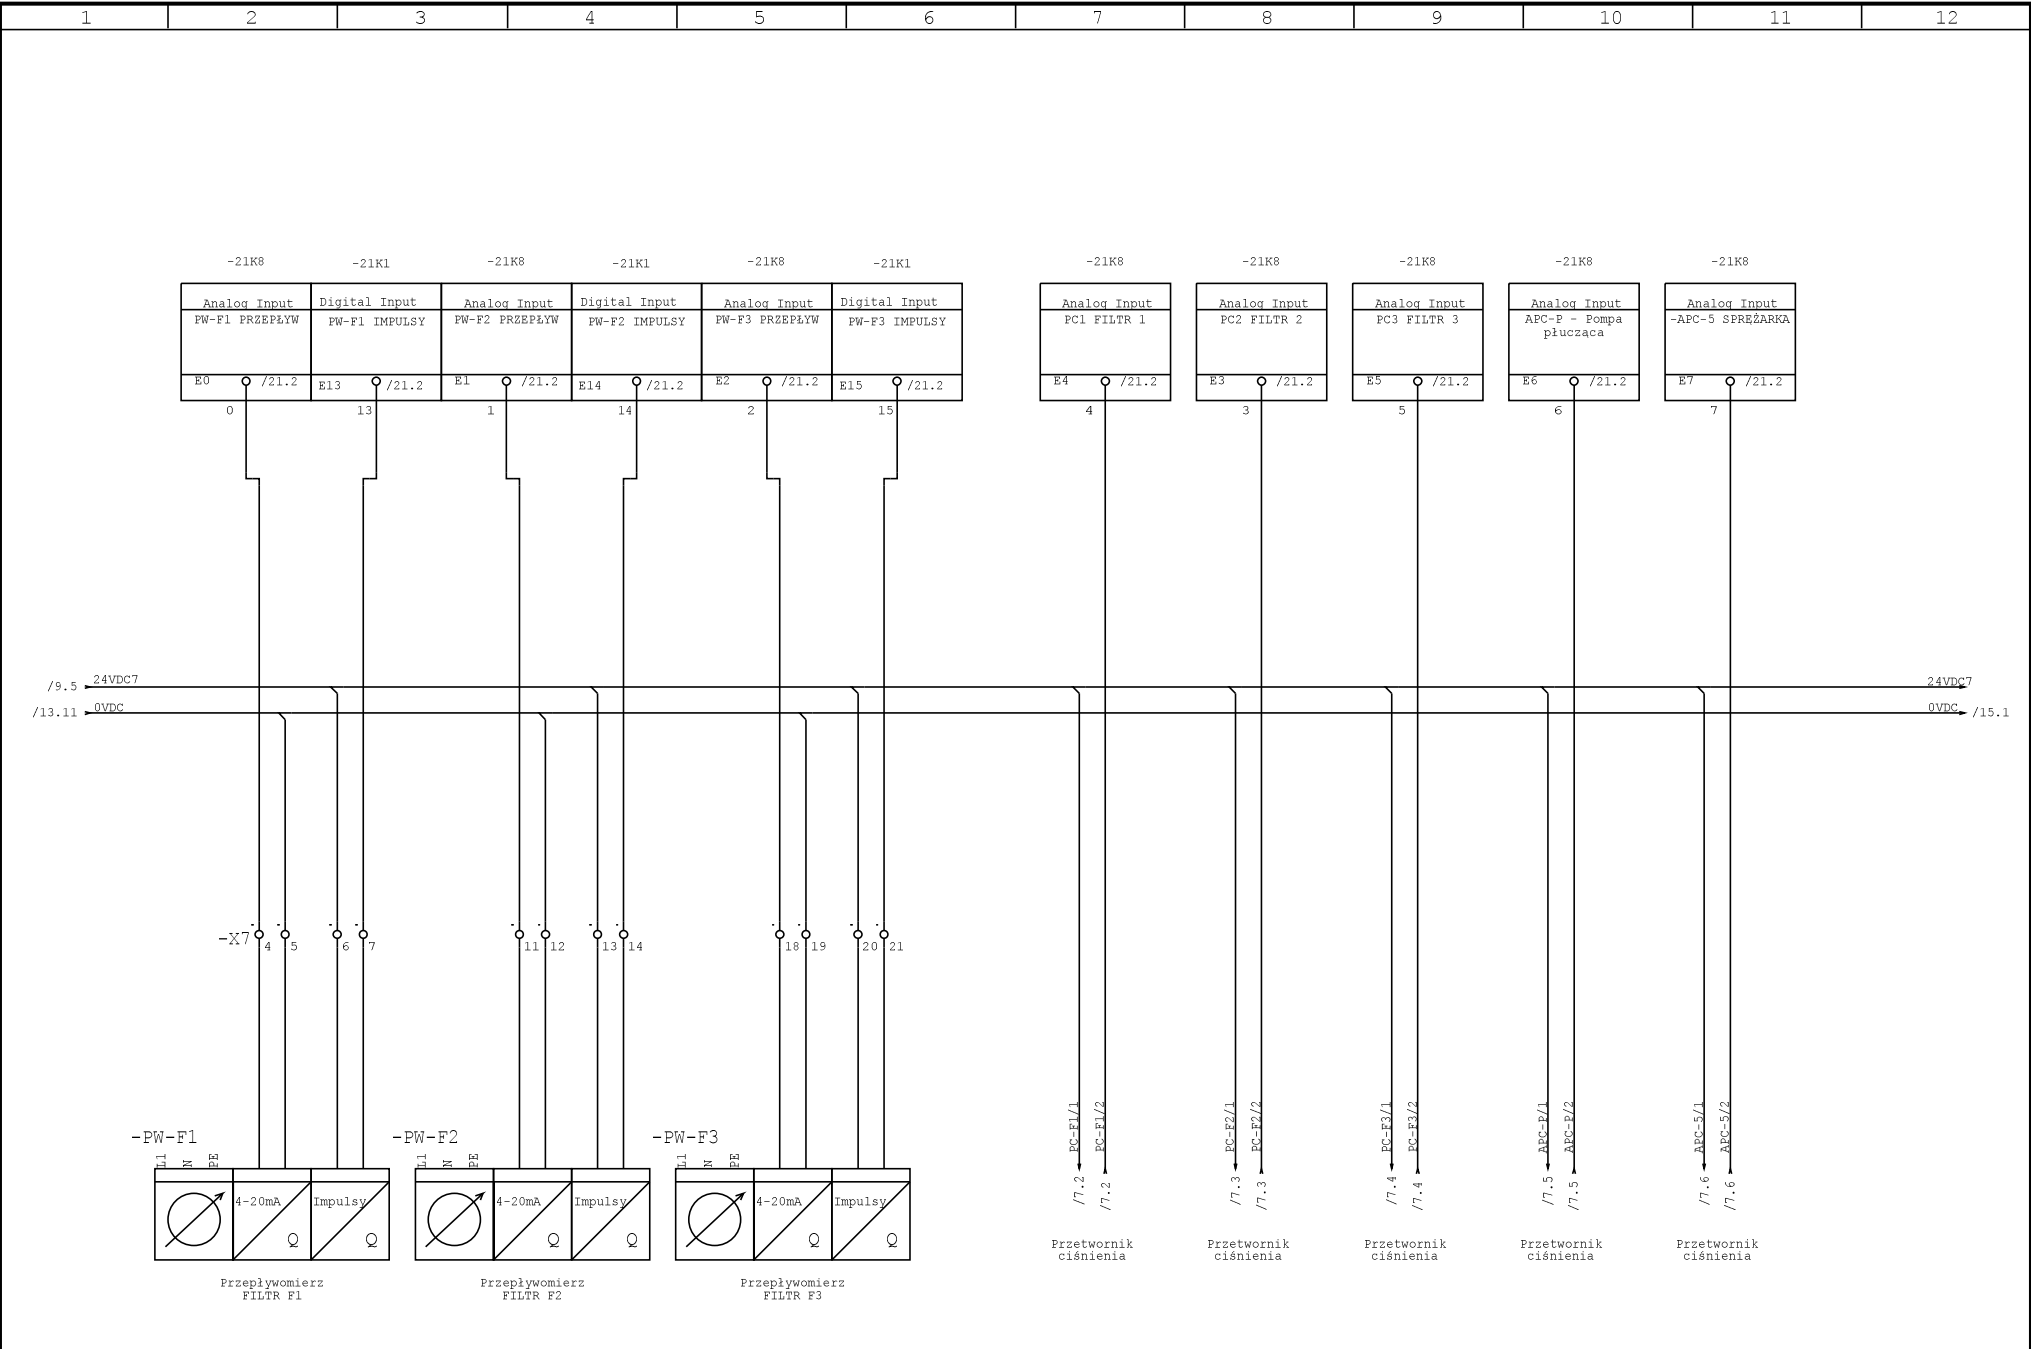 1 2 3 4 5 6 7 8 9 10 11 12
-21K8 -21K1 -21K8 -21K1 -21K8 -21K1 -21K8 -21K8 -21K8 -21K8 -21K8
Analog Input Digital Input Analog Input Digital Input Analog Input Digital Input Analog Input Analog Input Analog Input Analog Input Analog Input
PW-F1 PRZEPŁYW PW-F1 IMPULSY PW-F2 PRZEPŁYW PW-F2 IMPULSY PW-F3 PRZEPŁYW PW-F3 IMPULSY PC1 FILTR 1 PC2 FILTR 2 PC3 FILTR 3 APC-P - Pompa -APC-5 SPRĘŻARKA
płucząca
E0 /21.2 E13 /21.2 E1 /21.2 E14 /21.2 E2 /21.2 E15 /21.2 E4 /21.2 E3 /21.2 E5 /21.2 E6 /21.2 E7 /21.2
0 13 1 14 2 15 4 3 5 6 7
/9.5 24VDC7 24VDC7
/13.11 0VDC 0VDC /15.1
-X7 4 5 6 7 11 12 13 14 18 19 20 21
PC-F1/1 PC-F1/2 PC-F2/1 PC-F2/2 PC-F3/1 PC-F3/2 APC-P/1 APC-P/2 APC-5/1 APC-5/2
-PW-F1 -PW-F2 -PW-F3
L1 N PE L1 N PE L1 N PE
/7.2 /7.2 /7.3 /7.3 /7.4 /7.4 /7.5 /7.5 /7.6 /7.6
4-20mA Impulsy 4-20mA Impulsy 4-20mA Impulsy
Q Q Q Q Q Q
Przetwornik Przetwornik Przetwornik Przetwornik Przetwornik
ciśnienia ciśnienia ciśnienia ciśnienia ciśnienia
Przepływomierz Przepływomierz Przepływomierz
FILTR F1 FILTR F2 FILTR F3